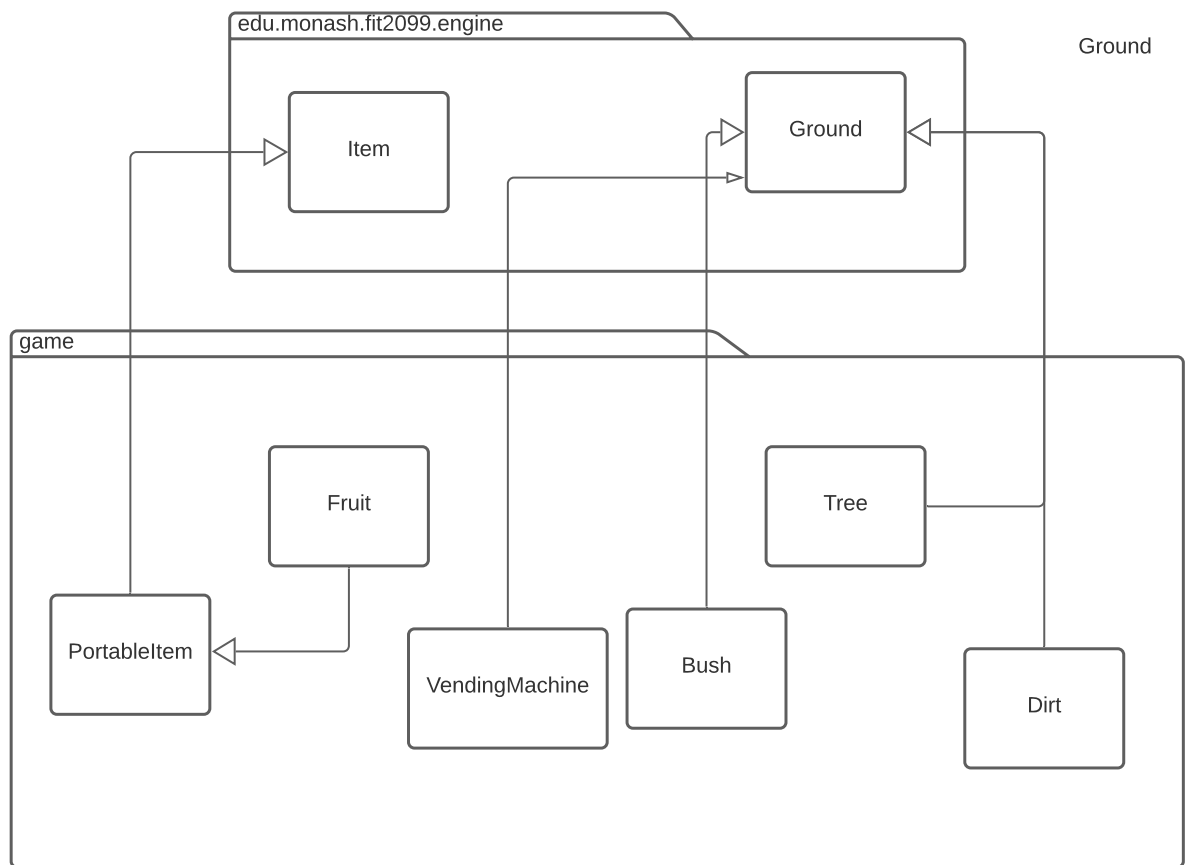 edu.monash.fit2099.engine
Ground
Item
Ground
game
Fruit
Tree
PortableItem
VendingMachine
Bush
Dirt